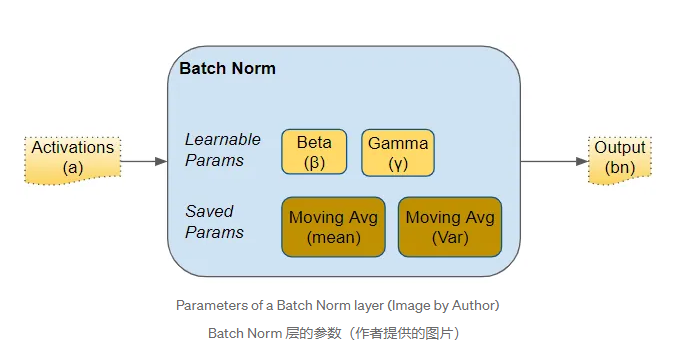 Batch Norm
Activations
(a)
Learnable
Params
Beta
(β)
Gamma
(γ)
Output
(bn)
Saved
Params
Moving Avg
(mean)
Moving Avg
(Var)
Parameters of a Batch Norm layer (Image by Author)
Batch Norm 层的参数（作者提供的图片）